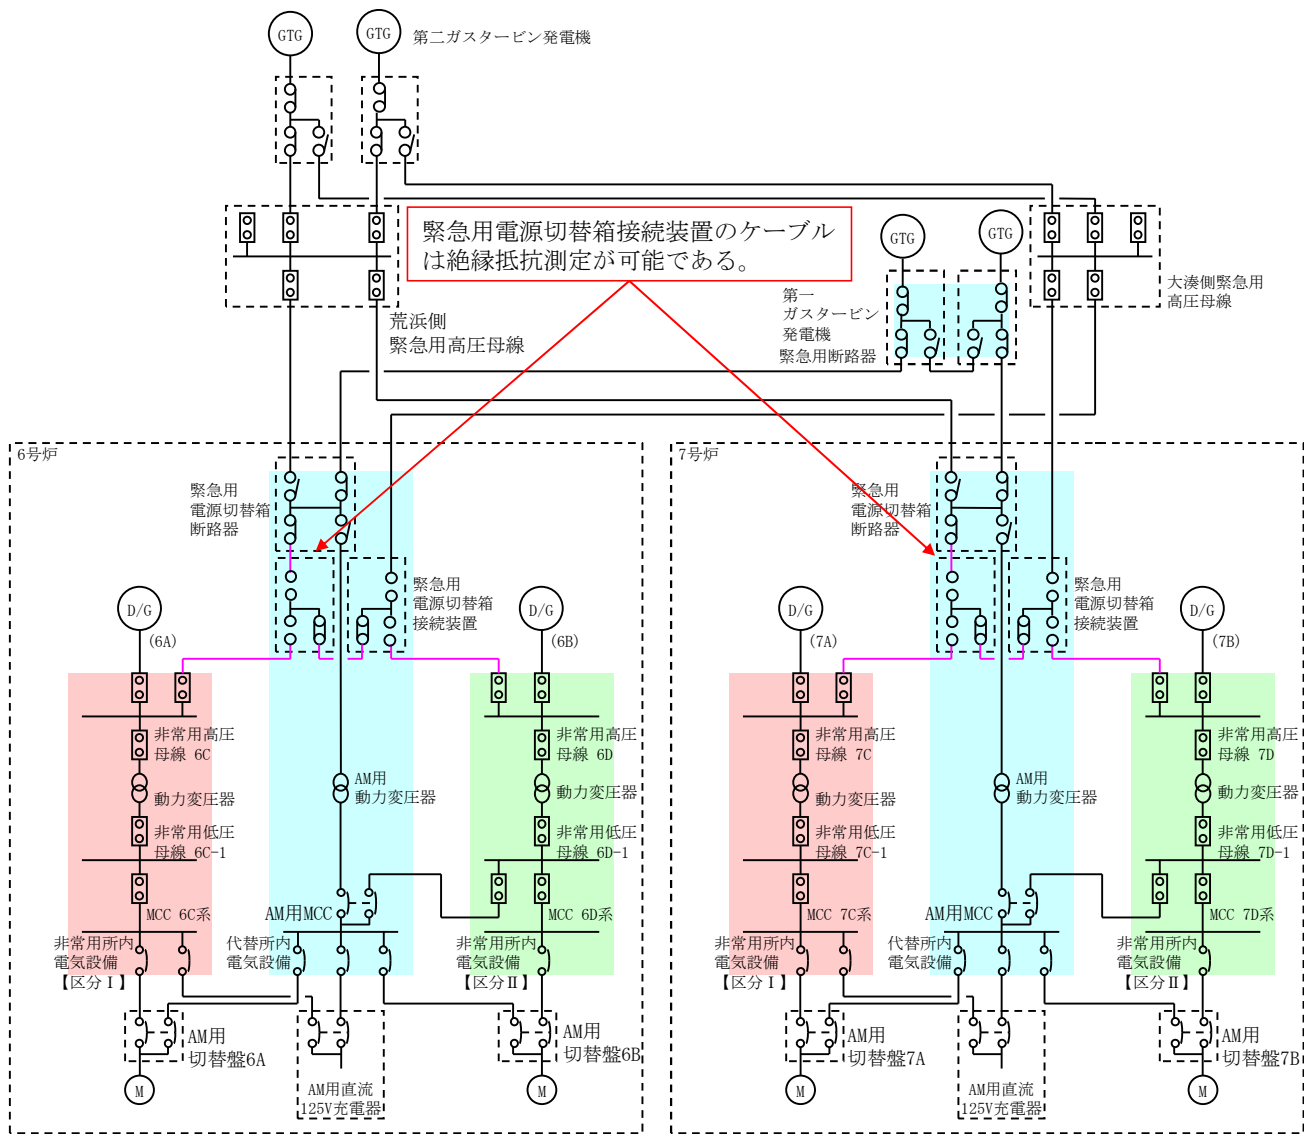 GTG
GTG
第二ガスタービン発電機
緊急用電源切替箱接続装置のケーブル
は絶縁抵抗測定が可能である。
GTG
GTG
大湊側緊急用
高圧母線
第一
ガスタービン
発電機
緊急用断路器
荒浜側
緊急用高圧母線
6号炉
緊急用
電源切替箱
断路器
緊急用
電源切替箱
接続装置
D/G
(6A)
D/G
(6B)
非常用高圧
母線 6C
動力変圧器
非常用低圧
母線 6C-1
MCC 6C系
非常用所内
電気設備
【区分Ⅰ】
AM用
動力変圧器
AM用MCC
代替所内
電気設備
非常用高圧
母線 6D
動力変圧器
非常用低圧
母線 6D-1
MCC 6D系
非常用所内
電気設備
【区分Ⅱ】
AM用
切替盤6A
M
AM用直流
125V充電器
AM用
切替盤6B
M
7号炉
緊急用
電源切替箱
断路器
緊急用
電源切替箱
接続装置
D/G
(7A)
D/G
(7B)
非常用高圧
母線 7C
動力変圧器
非常用低圧
母線 7C-1
MCC 7C系
非常用所内
電気設備
【区分Ⅰ】
AM用
動力変圧器
AM用MCC
代替所内
電気設備
非常用高圧
母線 7D
動力変圧器
非常用低圧
母線 7D-1
MCC 7D系
非常用所内
電気設備
【区分Ⅱ】
AM用
切替盤7A
M
AM用直流
125V充電器
AM用
切替盤7B
M